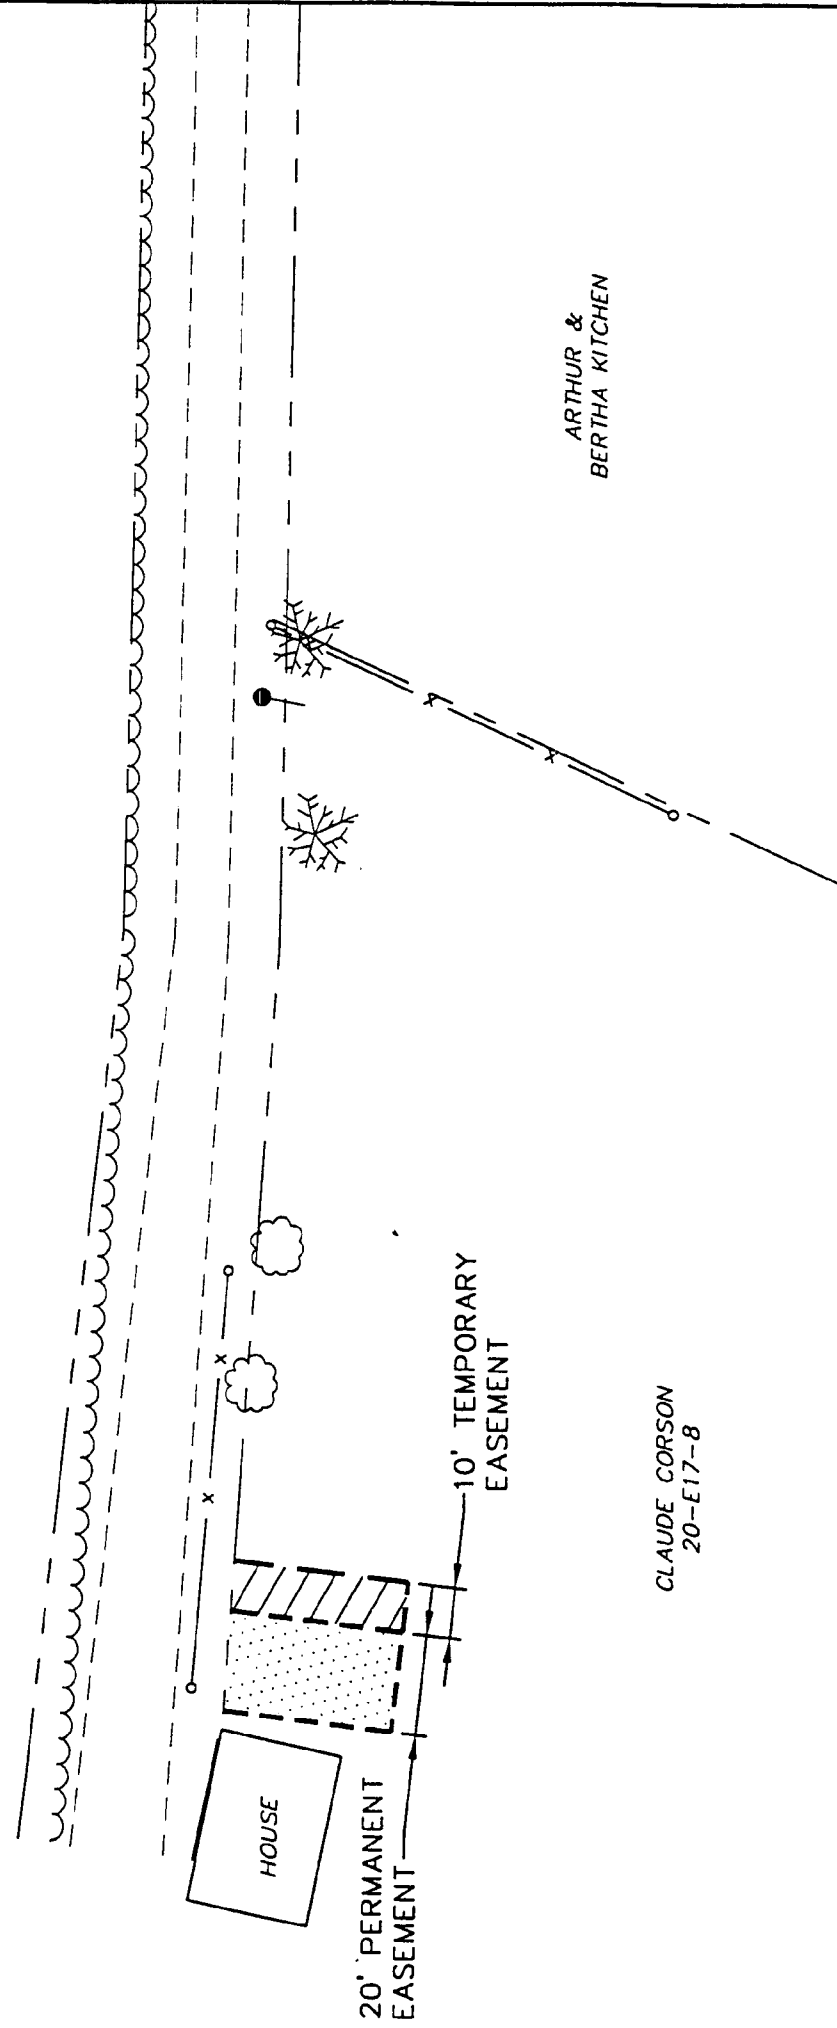 ARTHUR &
BERTHA KITCHEN
10' TEMPORARY
EASEMENT
CLAUDE CORSON
20-E17-8
HOUSE
20' PERMANENT
EASEMENT